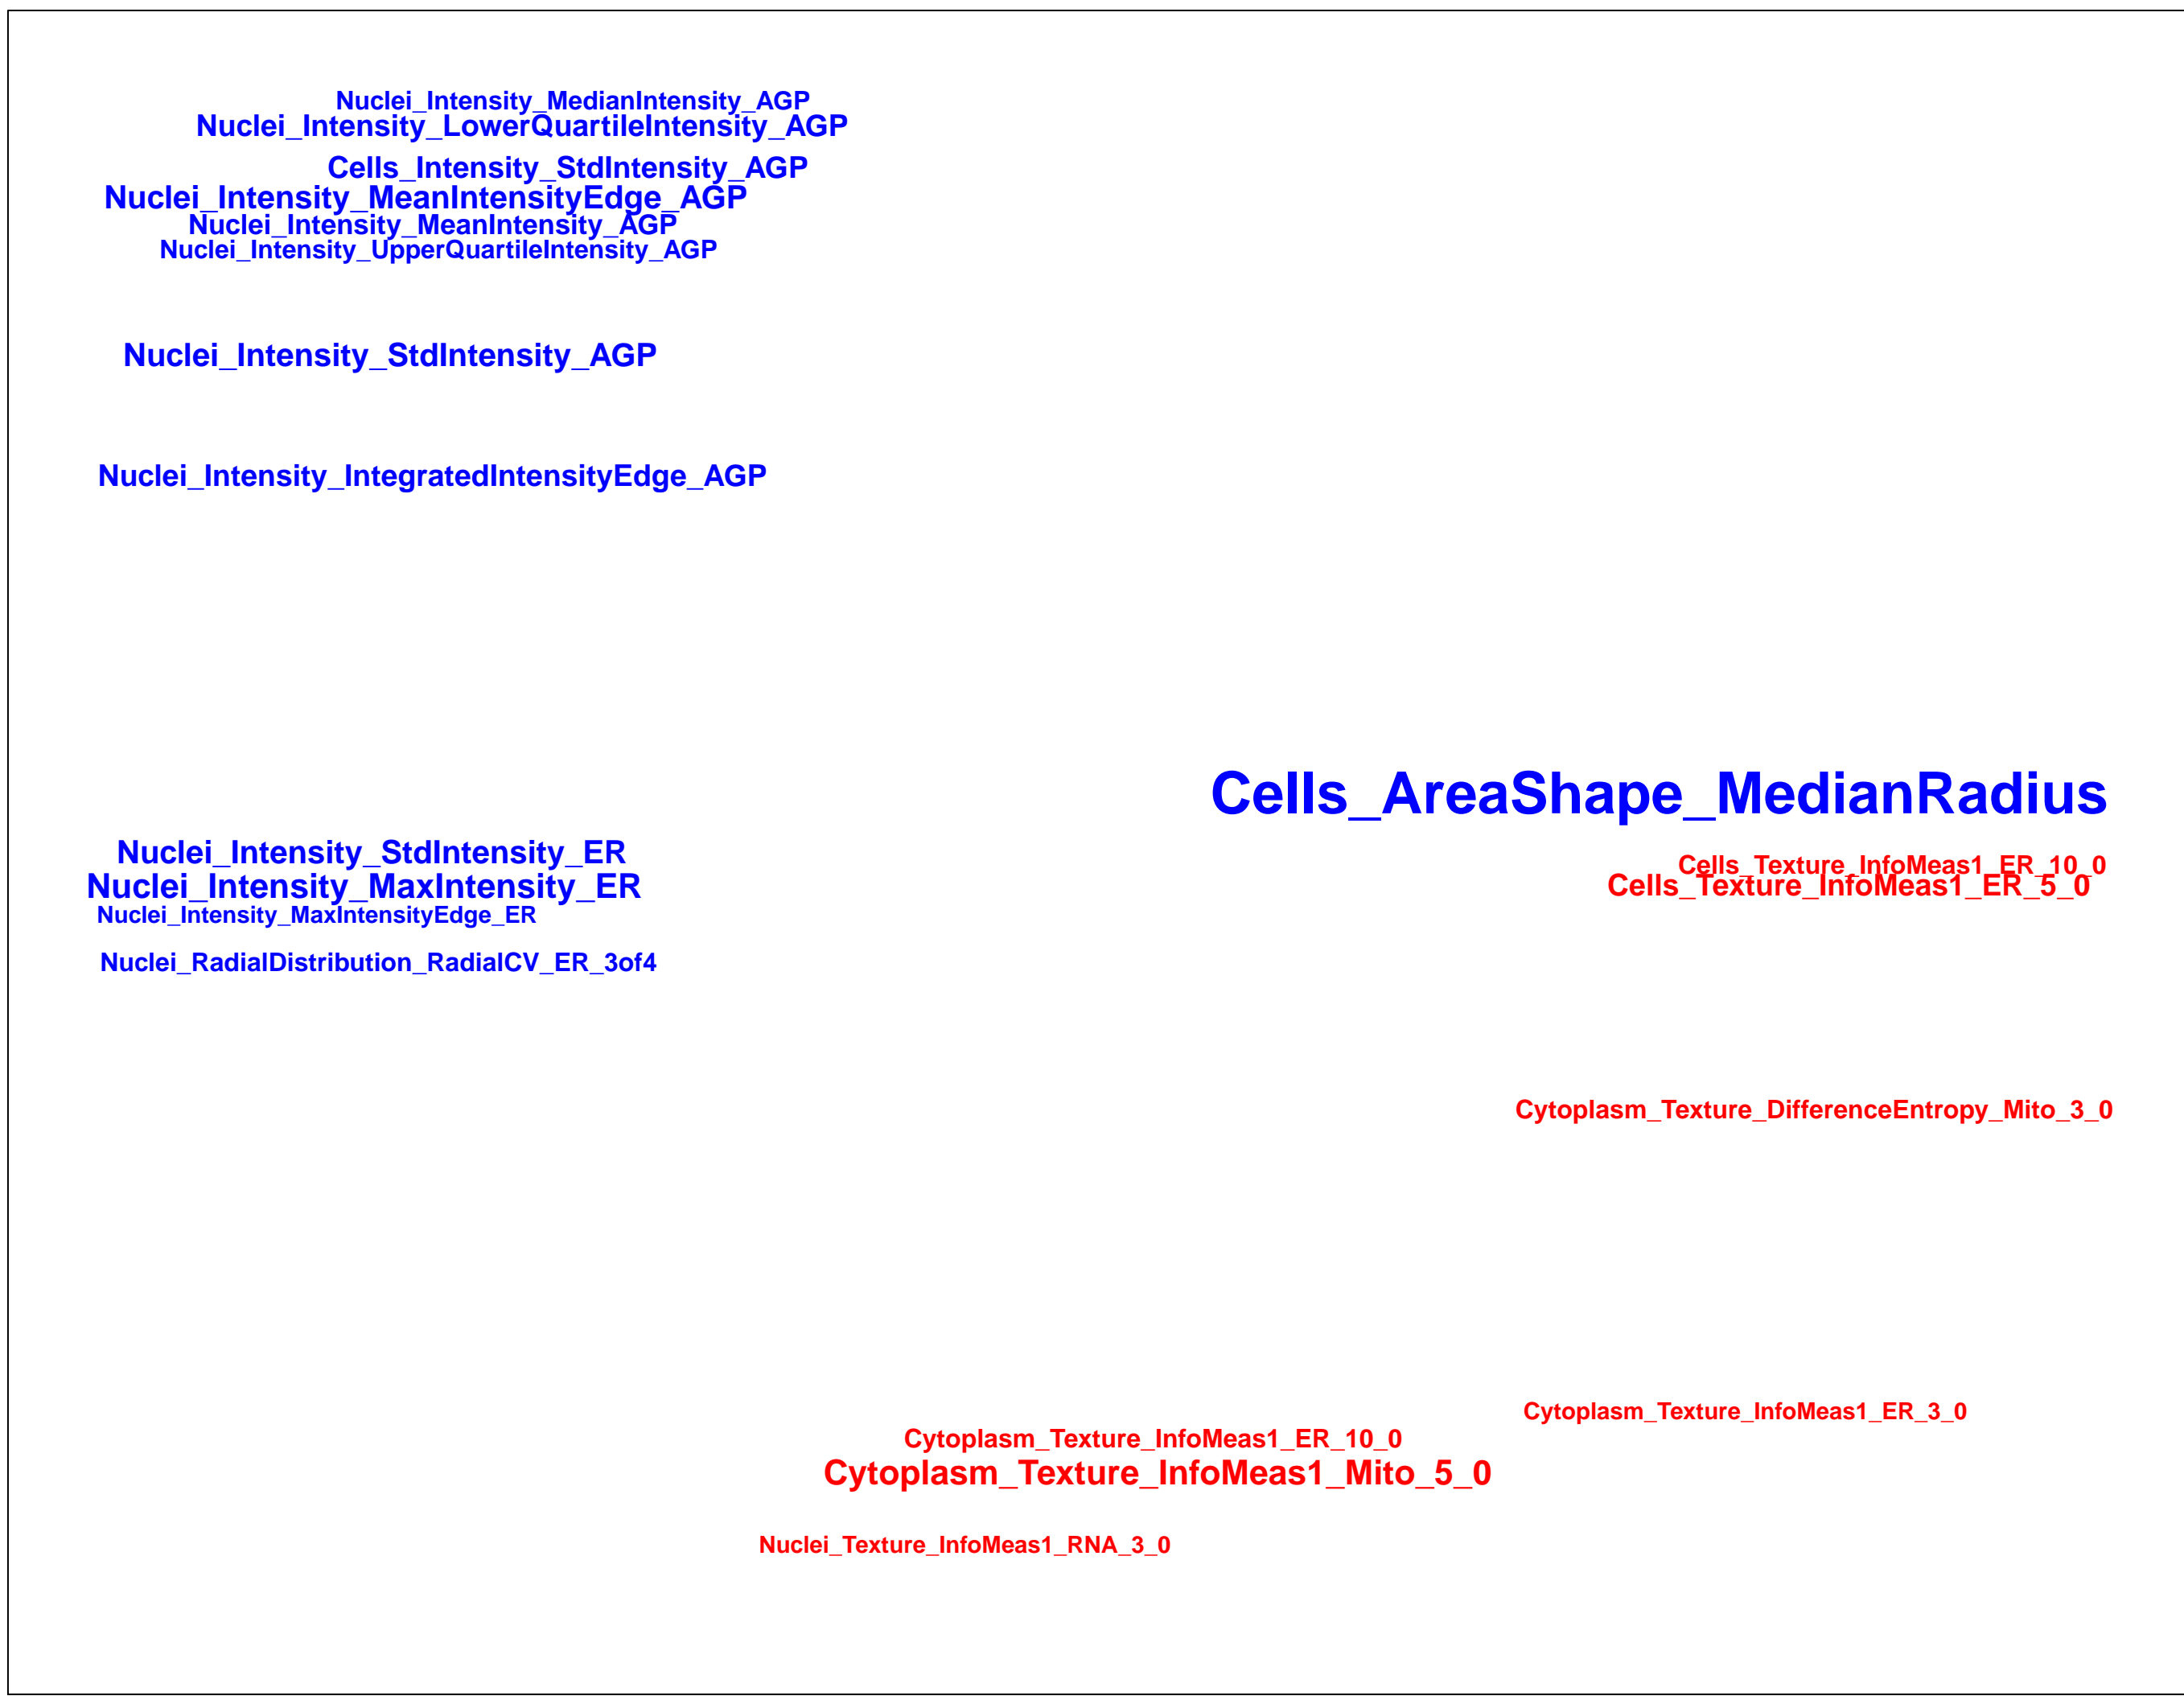 Nuclei_Intensity_MedianIntensity_AGP
Nuclei_Intensity_LowerQuartileIntensity_AGP
Cells_Intensity_StdIntensity_AGP
Nuclei_Intensity_MeanIntensityEdge_AGP
Nuclei_Intensity_MeanIntensity_AGP
Nuclei_Intensity_UpperQuartileIntensity_AGP
Nuclei_Intensity_StdIntensity_AGP
Nuclei_Intensity_IntegratedIntensityEdge_AGP
Cells_AreaShape_MedianRadius
Nuclei_Intensity_StdIntensity_ER
Cells_Texture_InfoMeas1_ER_10_0
Cells_Texture_InfoMeas1_ER_5_0
Nuclei_Intensity_MaxIntensity_ER
Nuclei_Intensity_MaxIntensityEdge_ER
Nuclei_RadialDistribution_RadialCV_ER_3of4
Cytoplasm_Texture_DifferenceEntropy_Mito_3_0
Cytoplasm_Texture_InfoMeas1_ER_3_0
Cytoplasm_Texture_InfoMeas1_ER_10_0
Cytoplasm_Texture_InfoMeas1_Mito_5_0
Nuclei_Texture_InfoMeas1_RNA_3_0